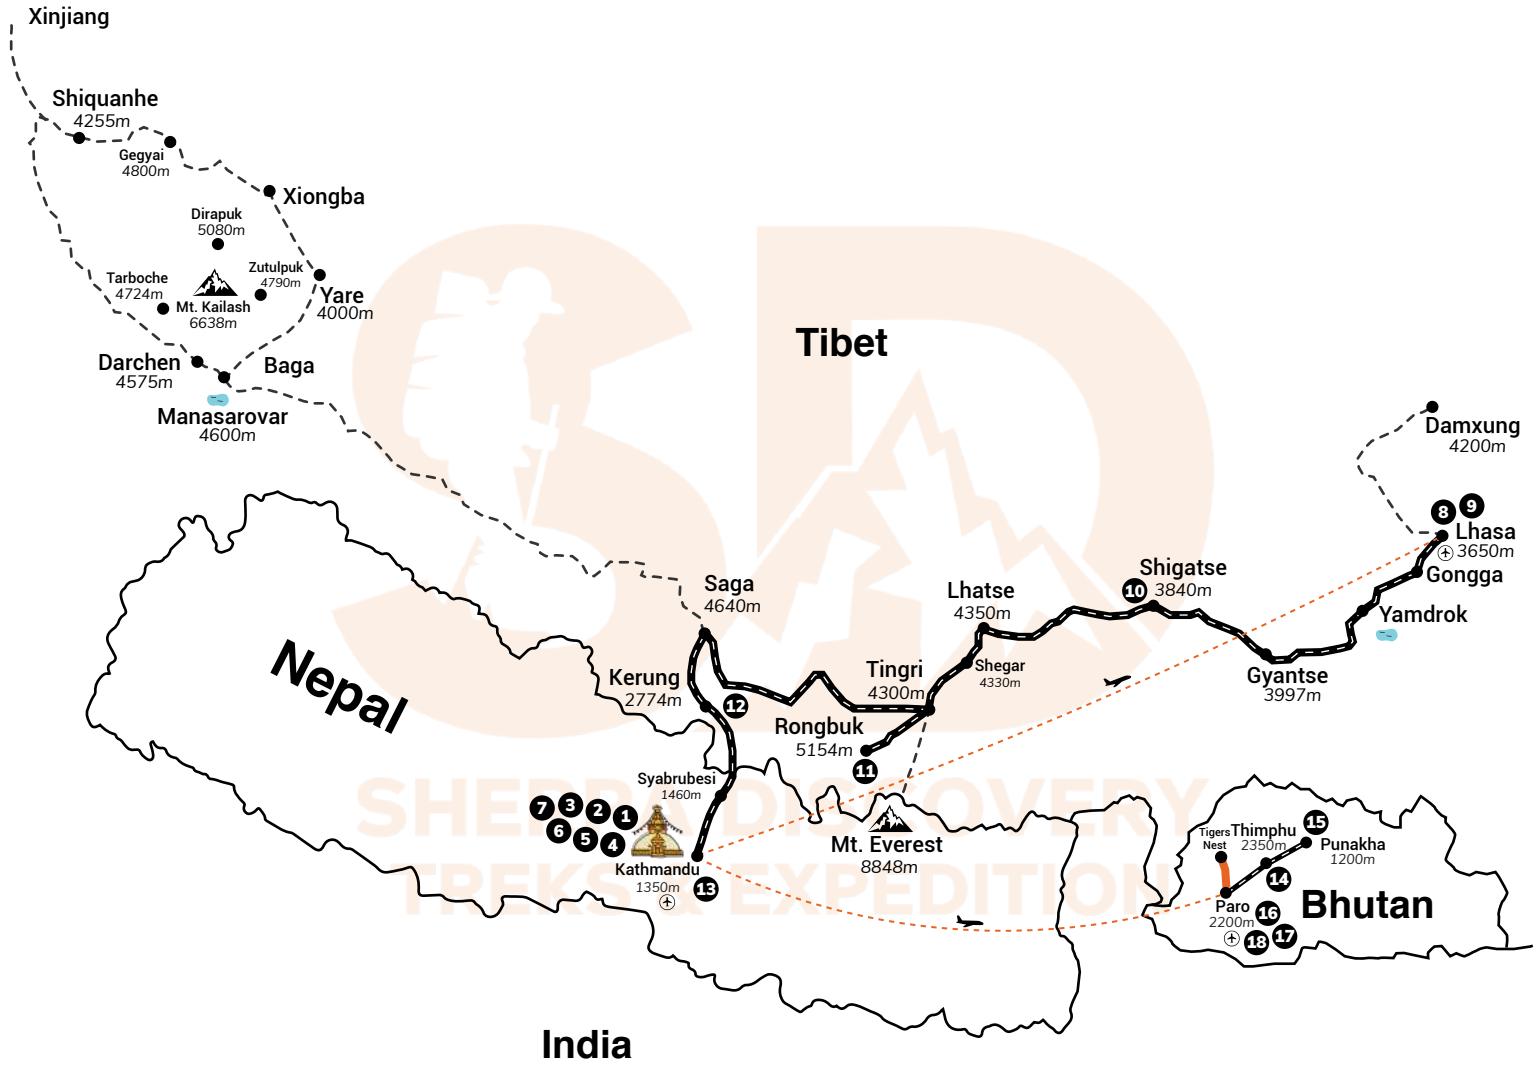 Xinjiang
Shiquanhe
4255m
Gegyai
4800m
Xiongba
Dirapuk
5080m
Zutulpuk
4790m
Tarboche
4724m
Mt. Kailash
6638m
Yare
4000m
Darchen
4575m
Baga
Manasarovar
4600m
Tibet
Damxung
4200m
8 9
Lhasa
3650m
Gongga
Yamdrok
Shigatse
10 3840m
Gyantse
3997m
Lhatse
4350m
Shegar
4330m
Tingri
4300m
Rongbuk
5154m
11
Saga
4640m
Kerung
2774m
12
Nepal
Syabrubesi
1460m
7 3 2 1
6 5 4
Kathmandu
1350m
13
Mt. Everest
8848m
SD
SHERPA DISCOVERY
TREKS & EXPEDITION
15
Tigers
Nest
Thimphu
2350m
Punakha
1200m
14
Paro
2200m
16
18 17
Bhutan
India